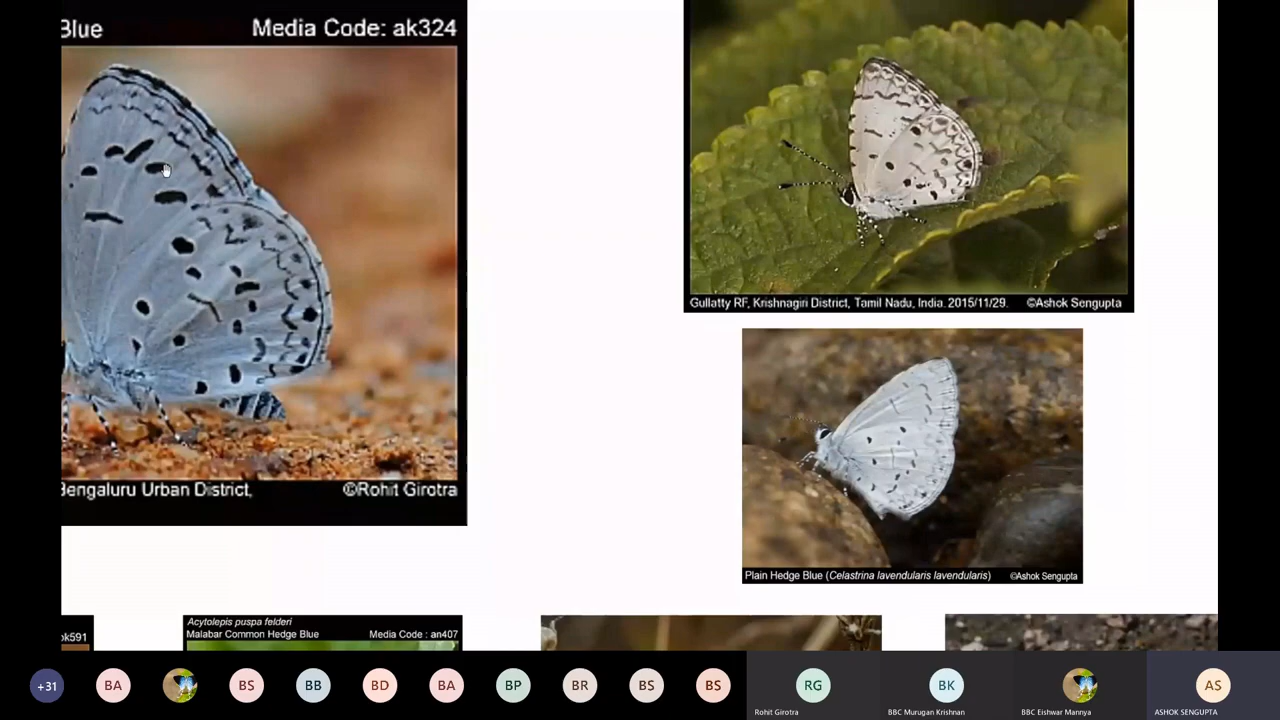 Blue Media Code: ak324
Bengaluru Urban District, ©Rohit Girotra
Gullatty RF, Krishnagiri District, Tamil Nadu, India. 2015/11/29. ©Ashok Sengupta
Plain Hedge Blue (Celastrina lavendularis lavendularis) ©Ashok Sengupta
k591
Acytolepis puspa felderi
Malabar Common Hedge Blue Media Code : an407
+31 BA BS BB BD BA BP BR BS BS RG BK AS
Rohit Girotra BBC Murugan Krishnan BBC Eishwar Mannya ASHOK SENGUPTA